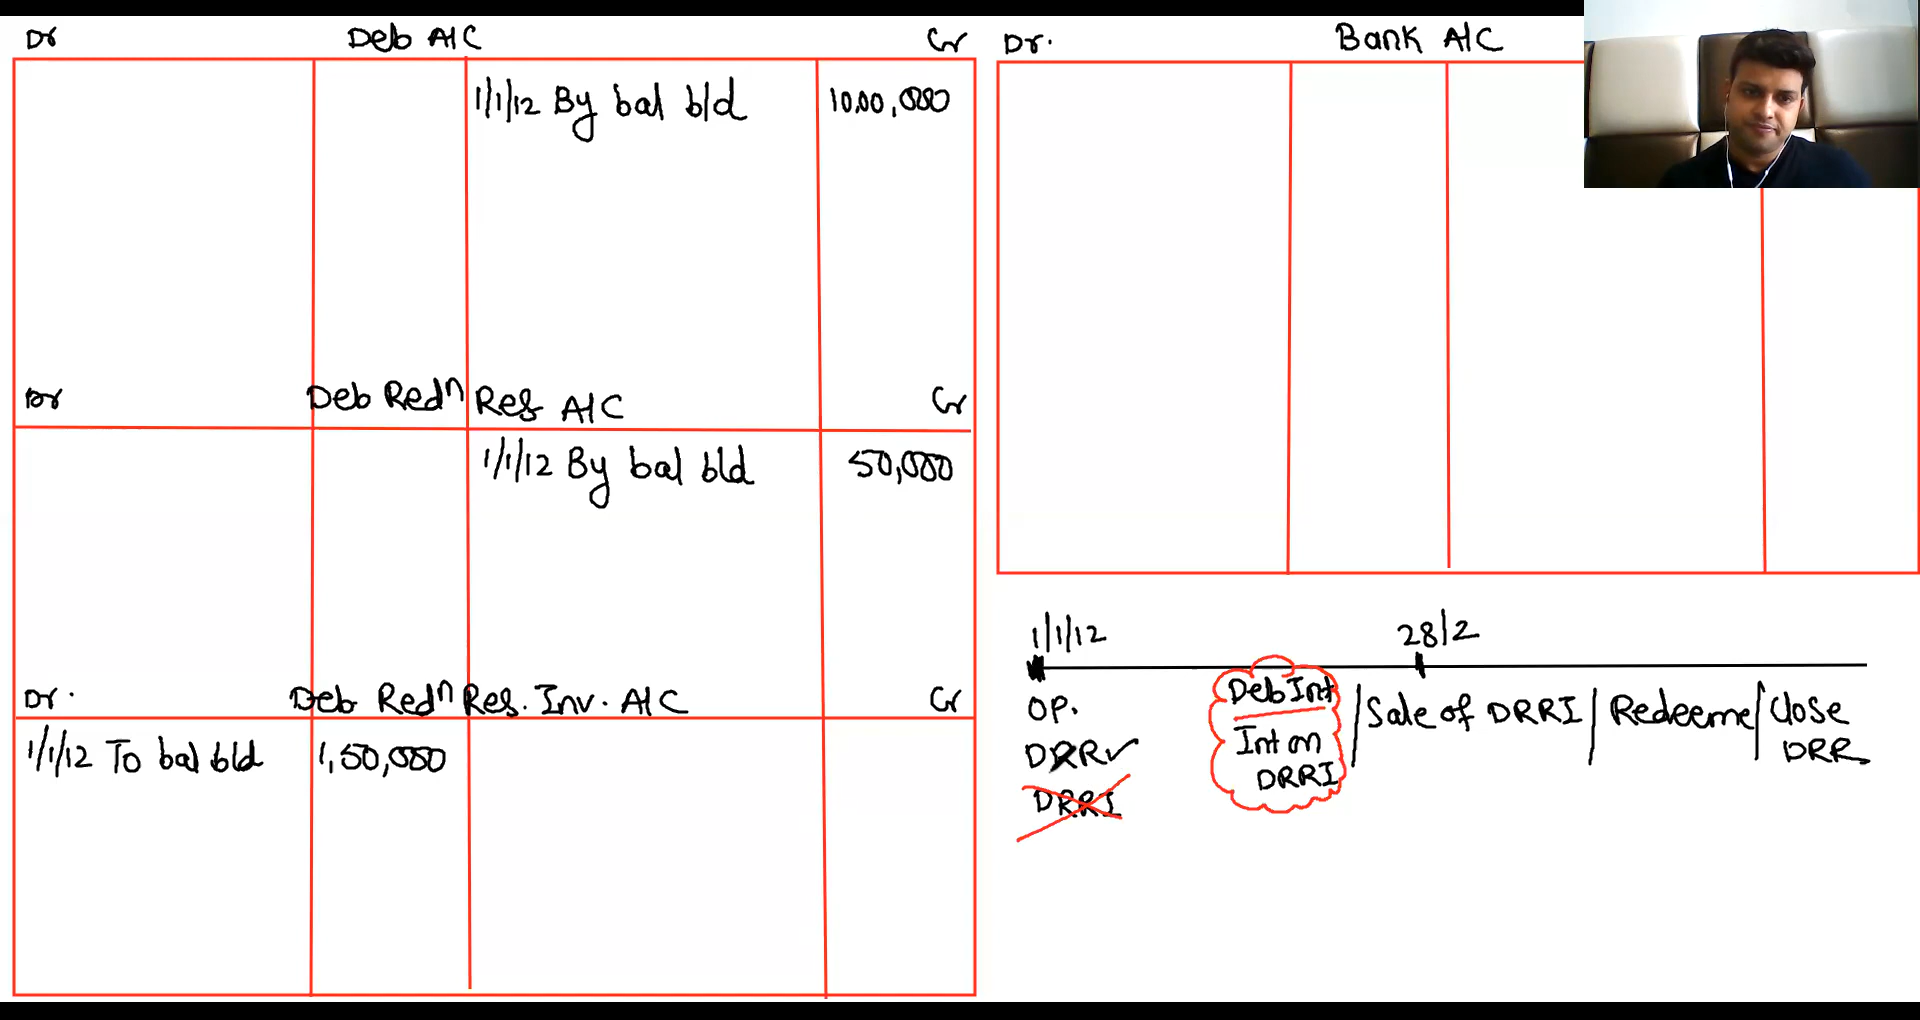 Dr Deb A/C Cr
1/1/12 By bal b/d 10,00,000
Dr Deb Redⁿ Res A/C Cr
1/1/12 By bal b/d 50,000
Dr. Deb Redⁿ Res. Inv. A/C Cr
1/1/12 To bal b/d 1,50,000
Dr. Bank A/C
1/1/12 28/2
OP.
DRR✓
DRRI
Deb Int
Int on
DRRI
Sale of DRRI
Redeeme
Close
DRR